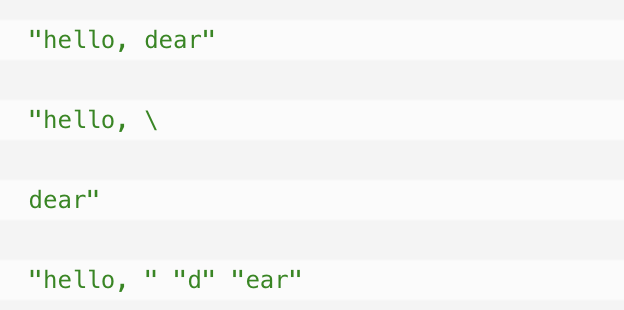 "hello, dear"
"hello, \
dear"
"hello, " "d" "ear"